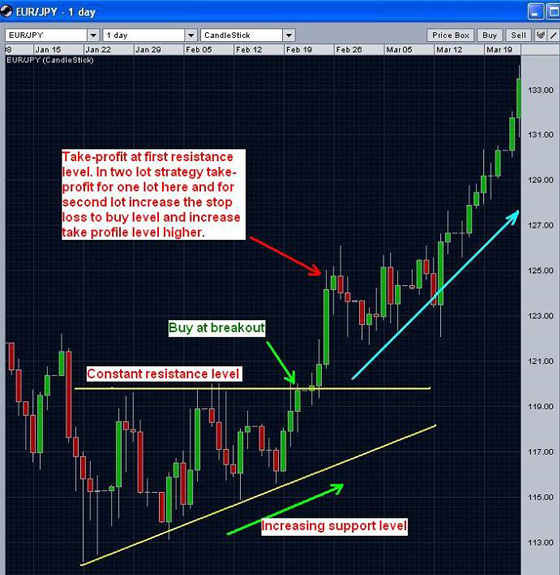 EUR/JPY - 1 day
EUR/JPY 1 day CandleStick Price Box Buy Sell
08 Jan 15 Jan 22 Jan 29 Feb 05 Feb 12 Feb 19 Feb 26 Mar 05 Mar 12 Mar 19
EUR/JPY (CandleStick)
133.00
131.00
Take-profit at first resistance
level. In two lot strategy take-
profit for one lot here and for
second lot increase the stop
loss to buy level and increase
take profile level higher.
129.00
127.00
125.00
123.00
Buy at breakout
121.00
Constant resistance level
119.00
117.00
115.00
Increasing support level
113.00